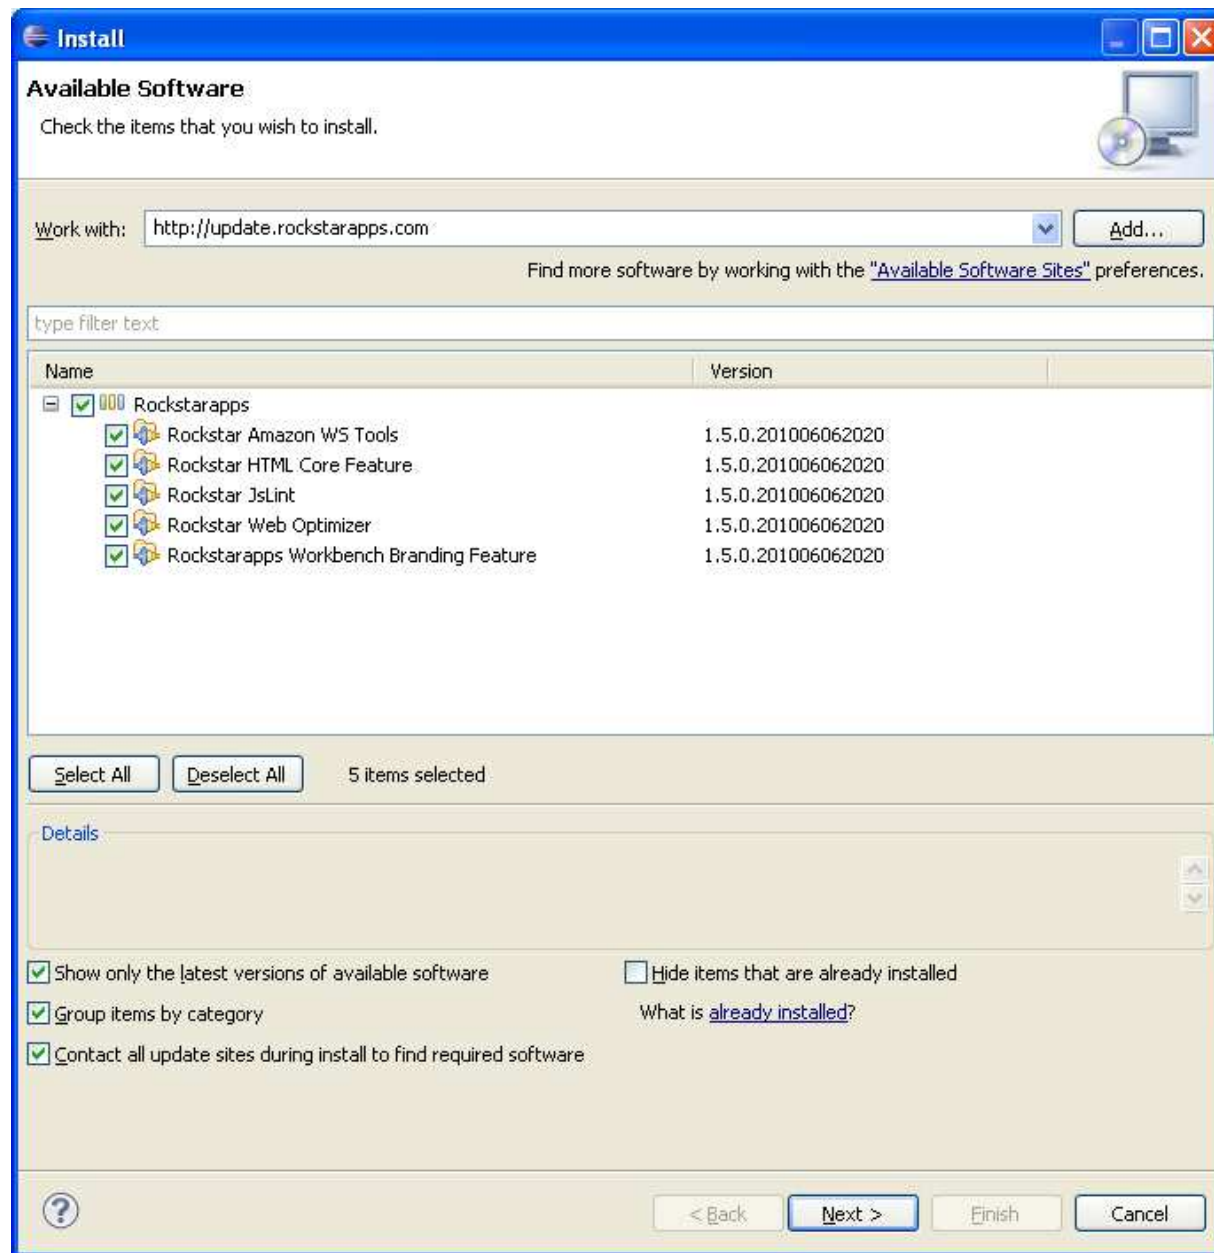 Install
Available Software
Check the items that you wish to install.
Work with: http://update.rockstarapps.com Add...
Find more software by working with the "Available Software Sites" preferences.
type filter text
Name Version
Rockstarapps
Rockstar Amazon WS Tools 1.5.0.201006062020
Rockstar HTML Core Feature 1.5.0.201006062020
Rockstar JsLint 1.5.0.201006062020
Rockstar Web Optimizer 1.5.0.201006062020
Rockstarapps Workbench Branding Feature 1.5.0.201006062020
Select All Deselect All 5 items selected
Details
Show only the latest versions of available software Hide items that are already installed
Group items by category What is already installed?
Contact all update sites during install to find required software
? < Back Next > Finish Cancel